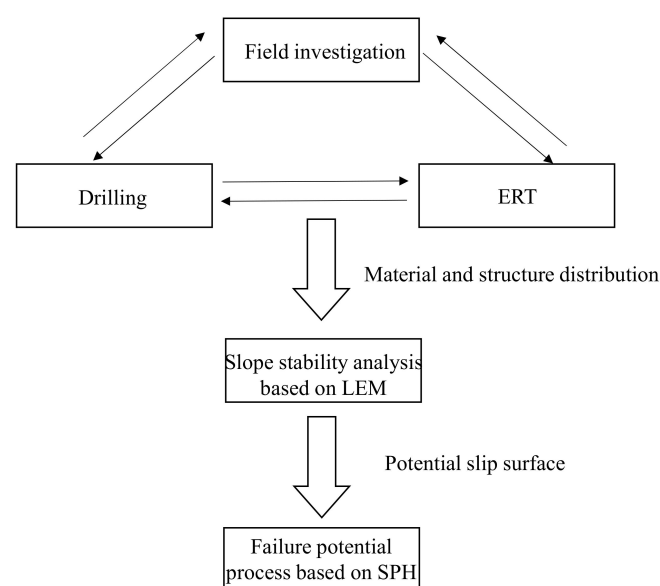 Field investigation
Drilling
ERT
Material and structure distribution
Slope stability analysis
based on LEM
Potential slip surface
Failure potential
process based on SPH